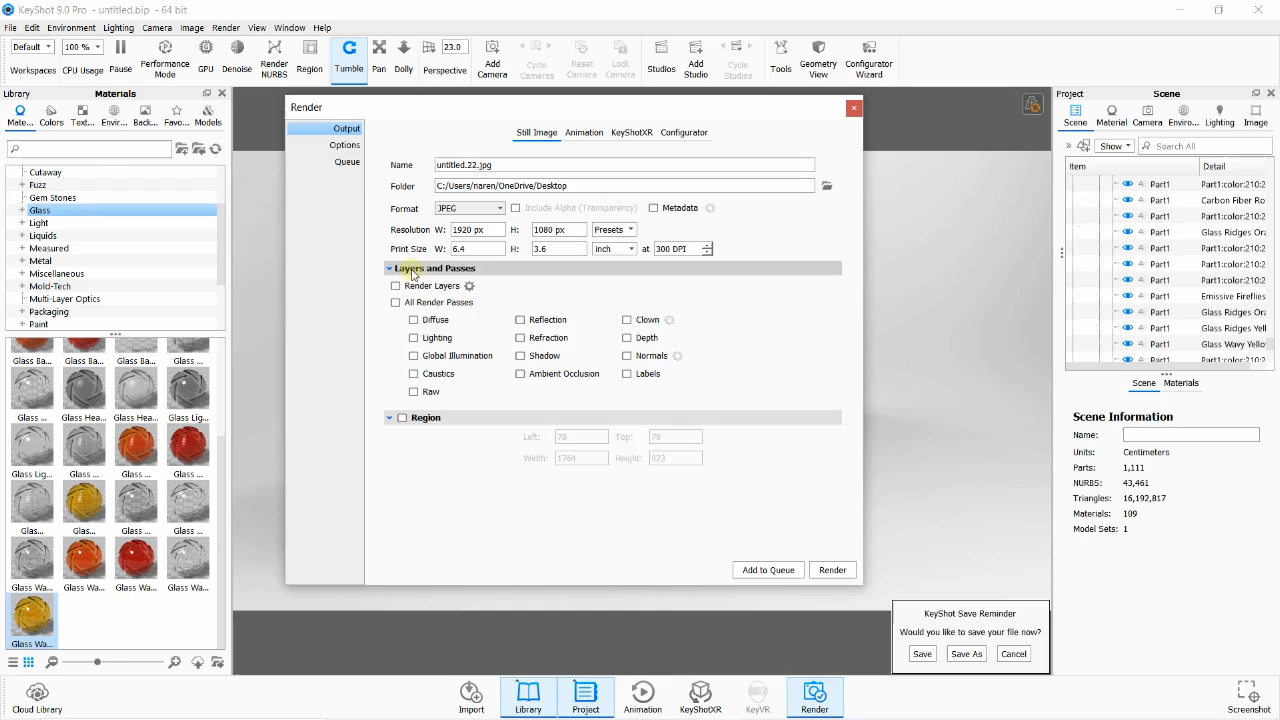 KeyShot 9.0 Pro - untitled.bip - 64 bit
File Edit Environment Lighting Camera Image Render View Window Help
Default 100 % 23.0
Workspaces CPU Usage Pause Performance Mode GPU Denoise Render NURBS Region Tumble Pan Dolly Perspective Add Camera Cycle Cameras Reset Camera Lock Camera Studios Add Studio Cycle Studios Tools Geometry View Configurator Wizard
Library Materials
Mate... Colors Text... Envir... Back... Favo... Models
Cutaway
Fuzz
Gem Stones
Glass
Light
Liquids
Measured
Metal
Miscellaneous
Mold-Tech
Multi-Layer Optics
Packaging
Paint
Glass Ba... Glass Ba... Glass Ba... Glass Ba...
Glass ... Glass Hea... Glass Hea... Glass Lig...
Glass Lig... Glass ... Glass ... Glass ...
Glas... Glass ... Glass ... Glass ...
Glass Wa... Glass Wa... Glass Wa... Glass Wa...
Glass Wa...
Render
Output
Options
Queue
Still Image Animation KeyShotXR Configurator
Name untitled.22.jpg
Folder C:/Users/naren/OneDrive/Desktop
Format JPEG Include Alpha (Transparency) Metadata
Resolution W: 1920 px H: 1080 px Presets
Print Size W: 6.4 H: 3.6 inch at 300 DPI
Layers and Passes
Render Layers
All Render Passes
Diffuse Reflection Clown
Lighting Refraction Depth
Global Illumination Shadow Normals
Caustics Ambient Occlusion Labels
Raw
Region
Left: 78 Top: 78
Width: 1764 Height: 923
Add to Queue Render
Project Scene
Scene Material Camera Enviro... Lighting Image
» Show Search All
Item Detail
Part1 Part1:color:210:2
Part1 Carbon Fiber Ro
Part1 Glass Ridges Ora
Part1 Part1:color:210:2
Part1 Glass Ridges Ora
Part1 Part1:color:210:2
Part1 Emissive Fireflies
Part1 Glass Ridges Yel
Part1 Part1:color:210:2
Part1 Glass Ridges Yel
Part1 Glass Wavy Yello
Part1 Part1:color:210:2
Scene Materials
Scene Information
Name:
Units: Centimeters
Parts: 1,111
NURBS: 43,461
Triangles: 16,192,817
Materials: 109
Model Sets: 1
KeyShot Save Reminder
Would you like to save your file now?
Save Save As Cancel
Cloud Library Import Library Project Animation KeyShotXR KeyVR Render Screenshot